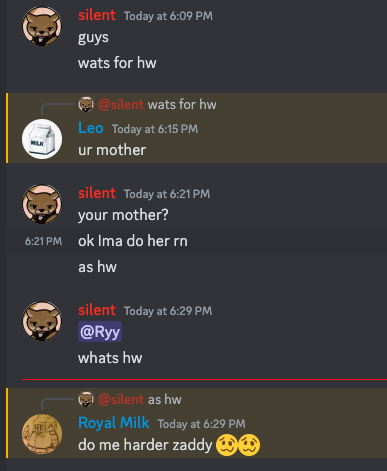 silent Today at 6:09 PM
guys
wats for hw
@silent wats for hw
Leo Today at 6:15 PM
MILK
ur mother
silent Today at 6:21 PM
your mother?
6:21 PM ok Ima do her rn
as hw
silent Today at 6:29 PM
@Ryy
whats hw
@silent as hw
Royal Milk Today at 6:29 PM
do me harder zaddy 🥴🥴